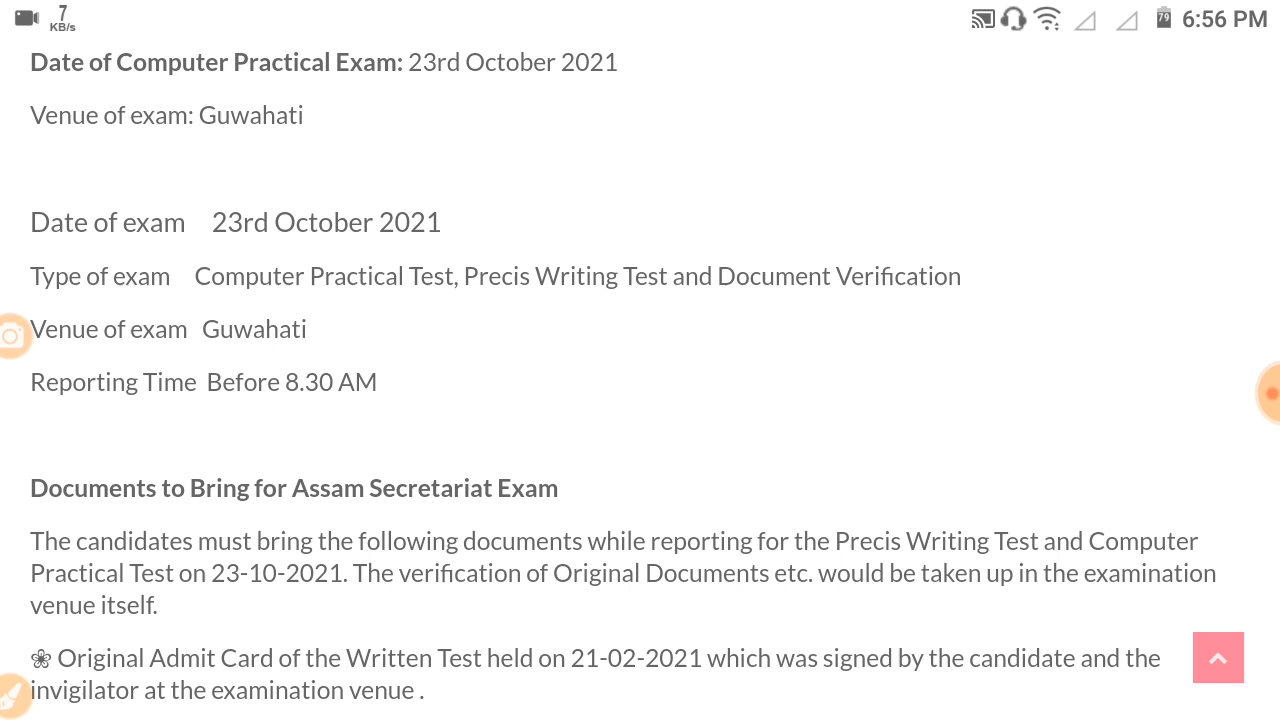 7
KB/s
79
6:56 PM
Date of Computer Practical Exam: 23rd October 2021
Venue of exam: Guwahati
Date of exam 23rd October 2021
Type of exam Computer Practical Test, Precis Writing Test and Document Verification
Venue of exam Guwahati
Reporting Time Before 8.30 AM
Documents to Bring for Assam Secretariat Exam
The candidates must bring the following documents while reporting for the Precis Writing Test and Computer
Practical Test on 23-10-2021. The verification of Original Documents etc. would be taken up in the examination
venue itself.
❀ Original Admit Card of the Written Test held on 21-02-2021 which was signed by the candidate and the
invigilator at the examination venue .